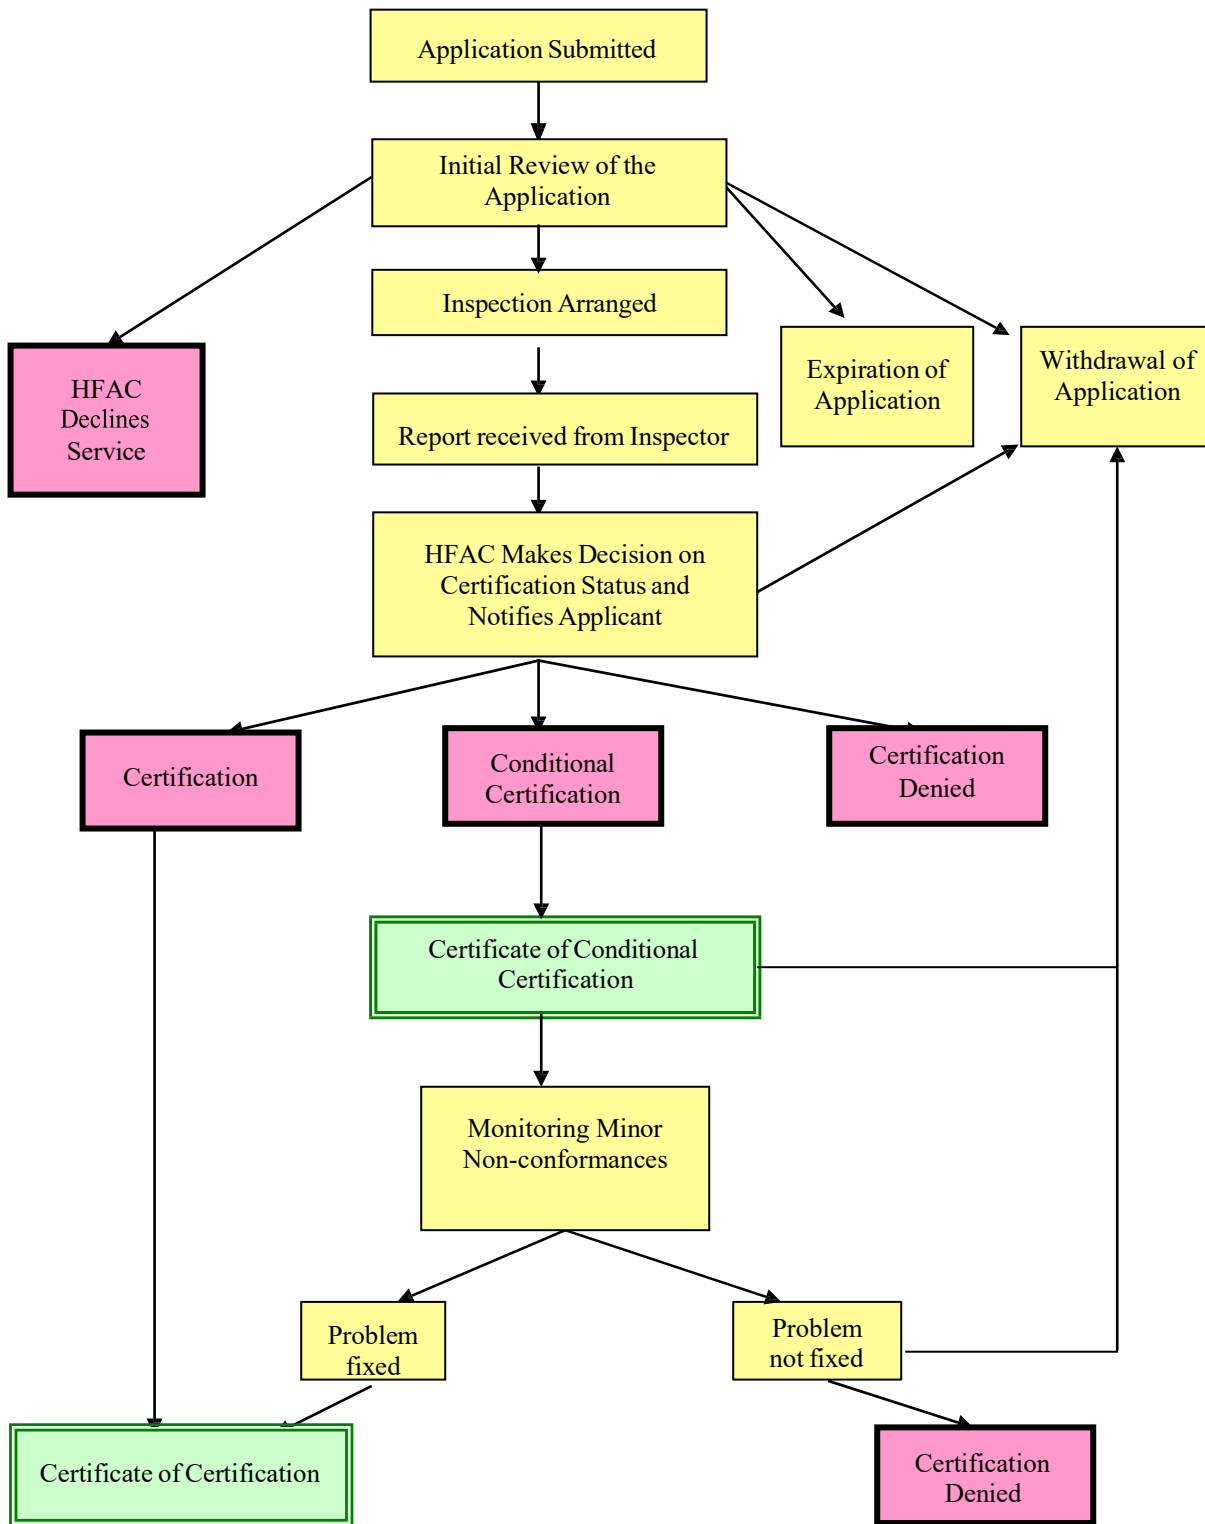 Application Submitted
Initial Review of the
Application
Inspection Arranged
Expiration of
Application
Withdrawal of
Application
HFAC
Declines
Service
Report received from Inspector
HFAC Makes Decision on
Certification Status and
Notifies Applicant
Certification
Conditional
Certification
Certification
Denied
Certificate of Conditional
Certification
Monitoring Minor
Non-conformances
Problem
fixed
Problem
not fixed
Certificate of Certification
Certification
Denied